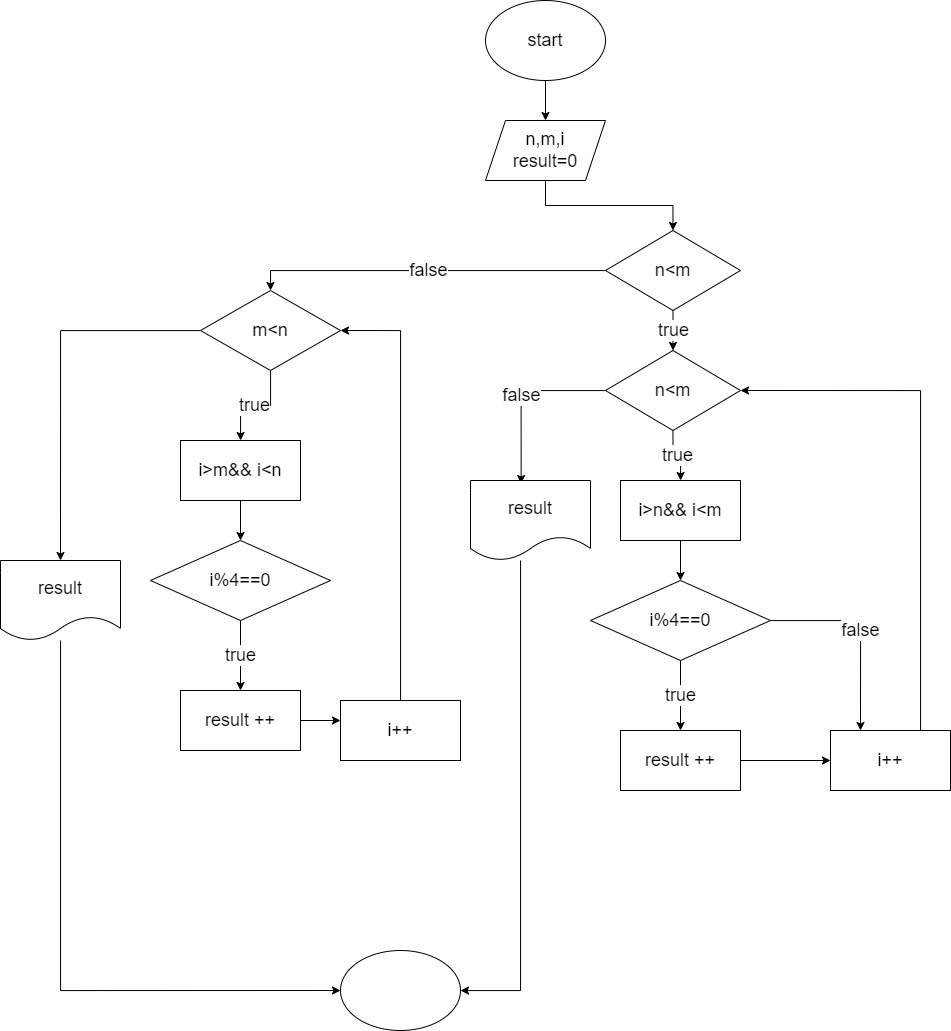 start
n,m,i
result=0
n<m
false
m<n
true
n<m
false
true
true
i>m&& i<n
i>n&& i<m
result
i%4==0
result
i%4==0
false
true
true
result ++
i++
result ++
i++